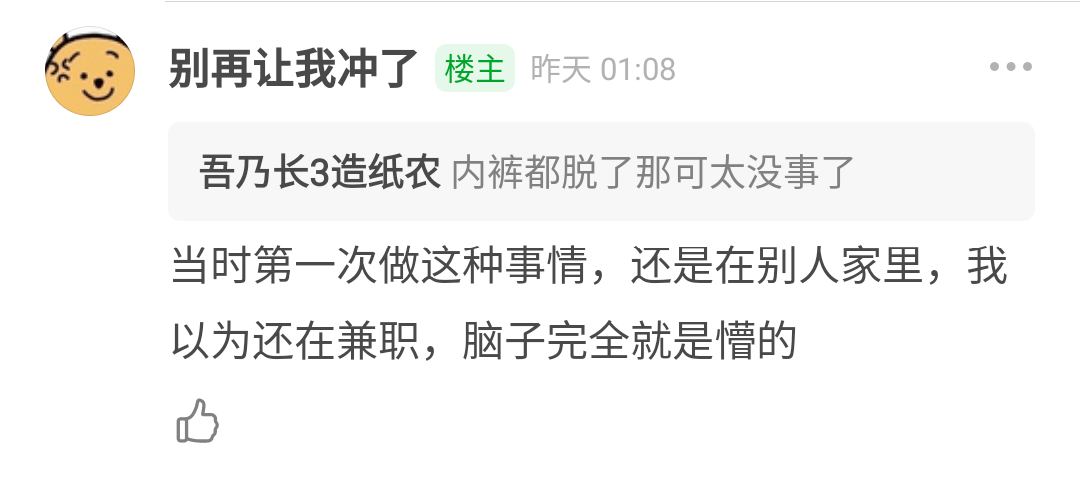 别再让我冲了 楼主 昨天 01:08
吾乃长3造纸农 内裤都脱了那可太没事了
当时第一次做这种事情，还是在别人家里，我
以为还在兼职，脑子完全就是懵的